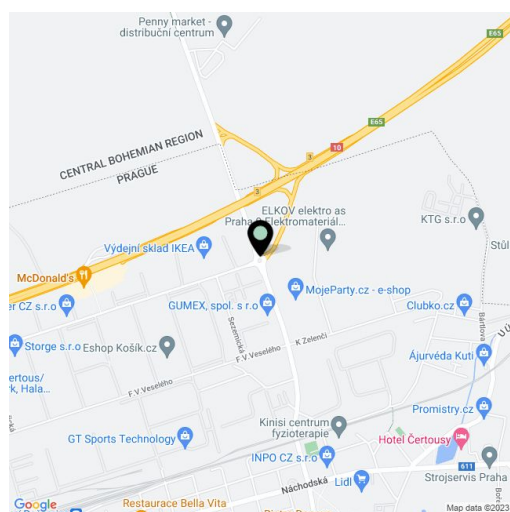 Penny market -
distribuční centrum
E65
E65
10
3
CENTRAL BOHEMIAN REGION
PRAGUE
3
ELKOV elektro as
Elektromateriál...
KTG s.r.o
Výdejní sklad IKEA
McDonald's
MojeParty.cz - e-shop
GUMEX, spol. s r.o
Clubko.cz
er CZ s.r.o
Sezemická
K Zelenči
Bártlova
Storge s.r.o
Eshop Košík.cz
F. V. Veselého
Ájurvéda Kuti
ertous/
rk, Hala...
F. V. Veselého
Promistry.cz
Kinisi centrum
fyzioterapie
GT Sports Technology
Hotel Čertousy
INPO CZ s.r.o
611
Lidl
Strojservis Praha
Náchodská
Restaurace Bella Vita
Google
Map data ©2023